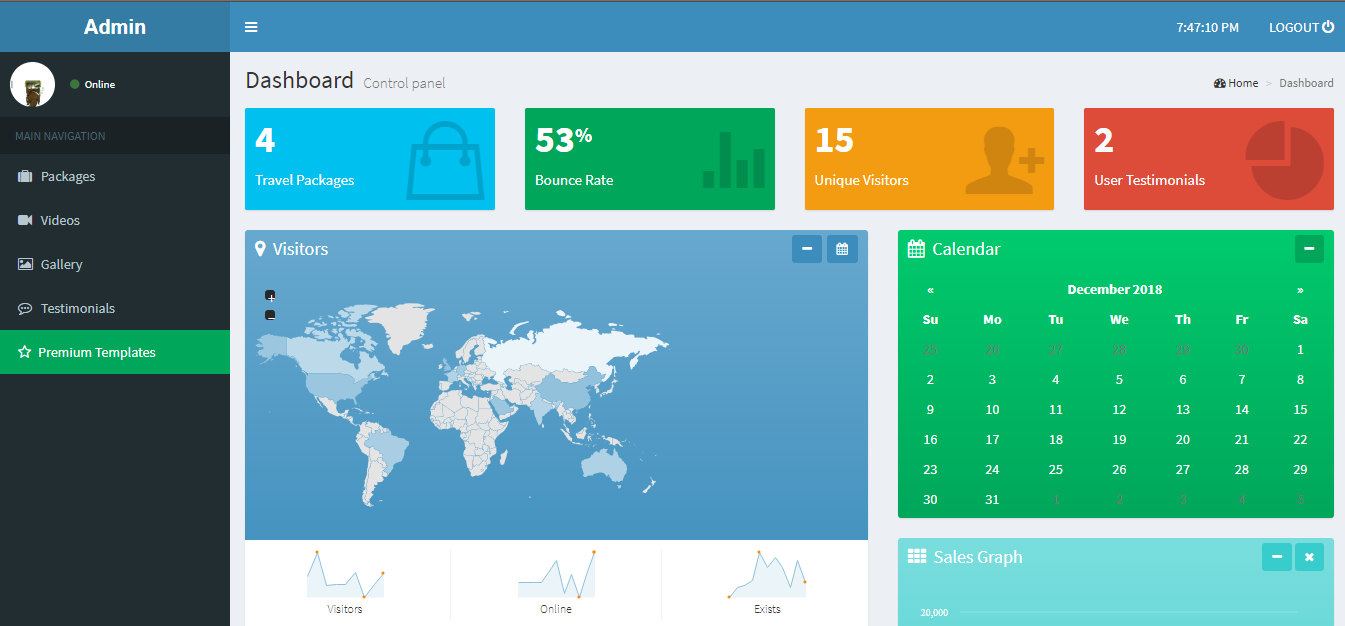 Admin
7:47:10 PM LOGOUT
Online
MAIN NAVIGATION
Packages
Videos
Gallery
Testimonials
Premium Templates
Dashboard Control panel
Home > Dashboard
4
Travel Packages
53%
Bounce Rate
15
Unique Visitors
2
User Testimonials
Visitors
+
Visitors
Online
Exists
Calendar
« December 2018 »
Su Mo Tu We Th Fr Sa
25 26 27 28 29 30 1
2 3 4 5 6 7 8
9 10 11 12 13 14 15
16 17 18 19 20 21 22
23 24 25 26 27 28 29
30 31 1 2 3 4 5
Sales Graph
20,000